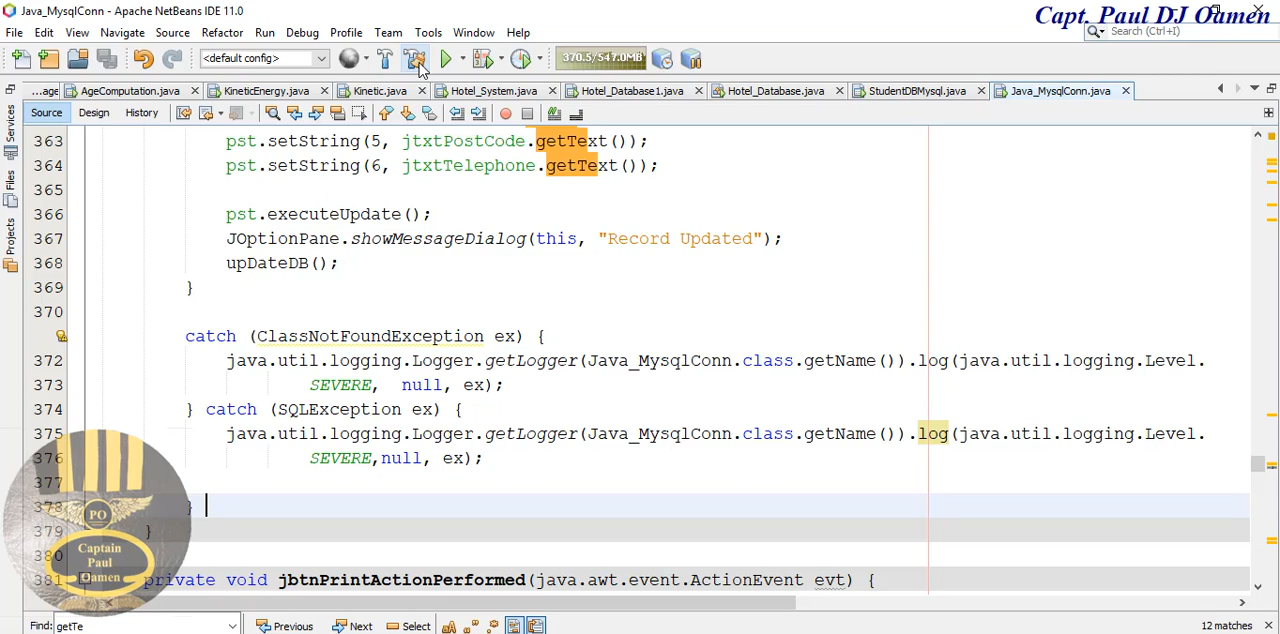 Java_MysqlConn - Apache NetBeans IDE 11.0
Capt. Paul DJ Oamen
File Edit View Navigate Source Refactor Run Debug Profile Team Tools Window Help
Search (Ctrl+I)
<default config>
370.5/547.0MB
...age AgeComputation.java KineticEnergy.java Kinetic.java Hotel_System.java Hotel_Database1.java Hotel_Database.java StudentDBMysql.java Java_MysqlConn.java
Source Design History
Services
Files
Projects
363 pst.setString(5, jtxtPostCode.getText());
364 pst.setString(6, jtxtTelephone.getText());
365
366 pst.executeUpdate();
367 JOptionPane.showMessageDialog(this, "Record Updated");
368 upDateDB();
369 }
370
catch (ClassNotFoundException ex) {
372 java.util.logging.Logger.getLogger(Java_MysqlConn.class.getName()).log(java.util.logging.Level.
373 SEVERE, null, ex);
374 } catch (SQLException ex) {
375 java.util.logging.Logger.getLogger(Java_MysqlConn.class.getName()).log(java.util.logging.Level.
376 SEVERE,null, ex);
377
378 }
379 }
380
381 private void jbtnPrintActionPerformed(java.awt.event.ActionEvent evt) {
PO
Captain
Paul
Oamen
Find: getTe Previous Next Select 12 matches